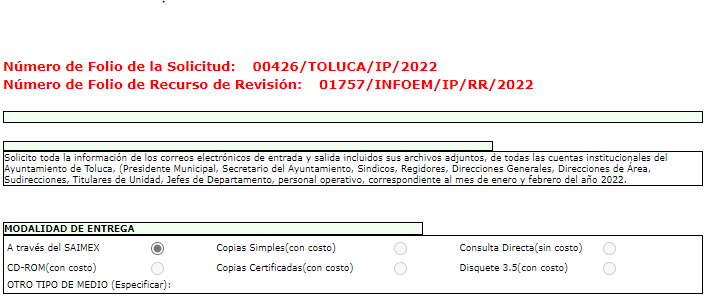 Número de Folio de la Solicitud: 00426/TOLUCA/IP/2022
Número de Folio de Recurso de Revisión: 01757/INFOEM/IP/RR/2022
Solicito toda la información de los correos electrónicos de entrada y salida incluidos sus archivos adjuntos, de todas las cuentas institucionales del
Ayuntamiento de Toluca, (Presidente Municipal, Secretario del Ayuntamiento, Sindicos, Regidores, Direcciones Generales, Direcciones de Área,
Sudirecciones, Titulares de Unidad, Jefes de Departamento, personal operativo, correspondiente al mes de enero y febrero del año 2022.
MODALIDAD DE ENTREGA
A través del SAIMEX Copias Simples(con costo) Consulta Directa(sin costo)
CD-ROM(con costo) Copias Certificadas(con costo) Disquete 3.5(con costo)
OTRO TIPO DE MEDIO (Especificar):